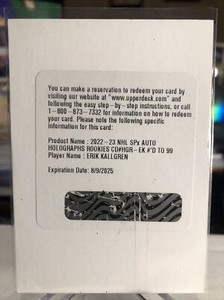 You can make a reservation to redeem your card by
visiting our website at "www.upperdeck.com" and
following the easy step-by-step instructions, or call
1-800-873-7332 for information on how to redeem
your card. Please note the following specific
information for this card:
Product Name : 2022-23 NHL SPx AUTO
HOLOGRAPHS ROOKIES CD#HGR- EK #'D TO 99
Player Name : ERIK KALLGREN
Expiration Date: 8/9/2025